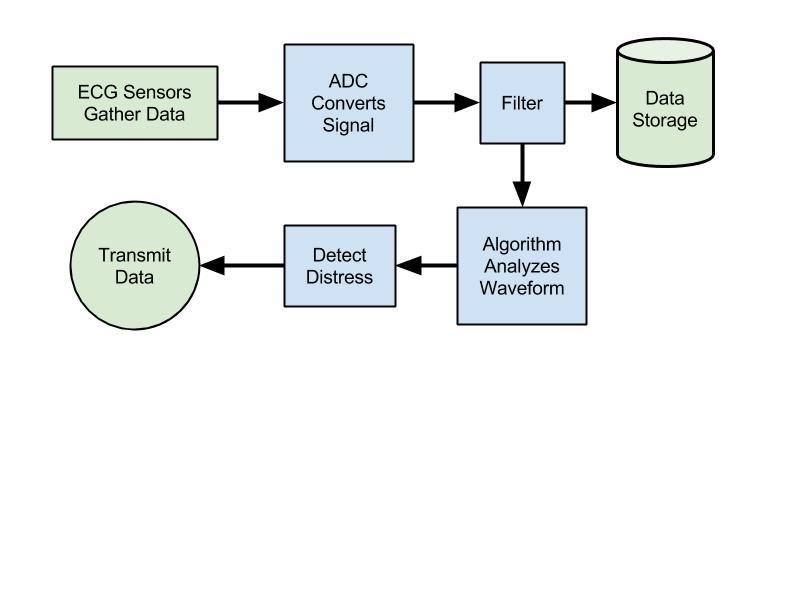 ECG Sensors
Gather Data
ADC
Converts
Signal
Filter
Data
Storage
Transmit
Data
Detect
Distress
Algorithm
Analyzes
Waveform